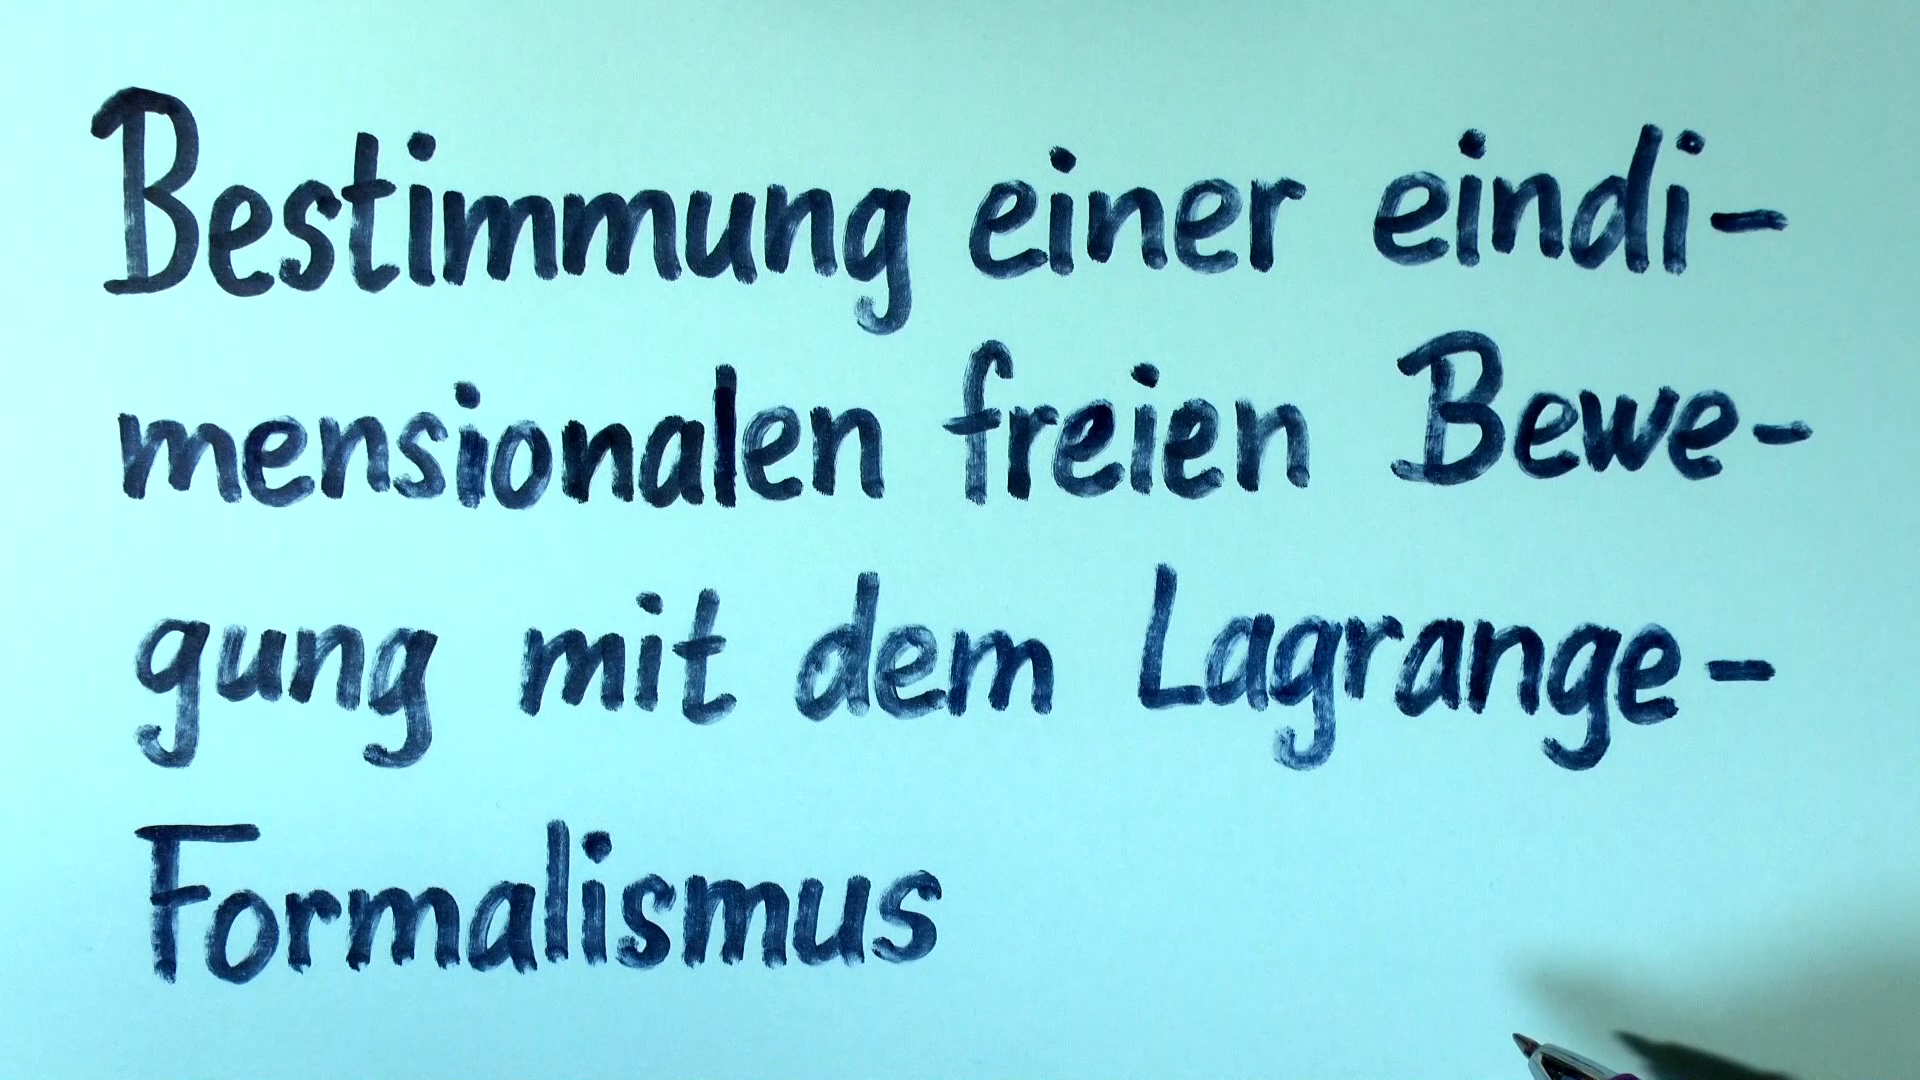 Bestimmung einer eindi-
mensionalen freien Bewe-
gung mit dem Lagrange-
Formalismus